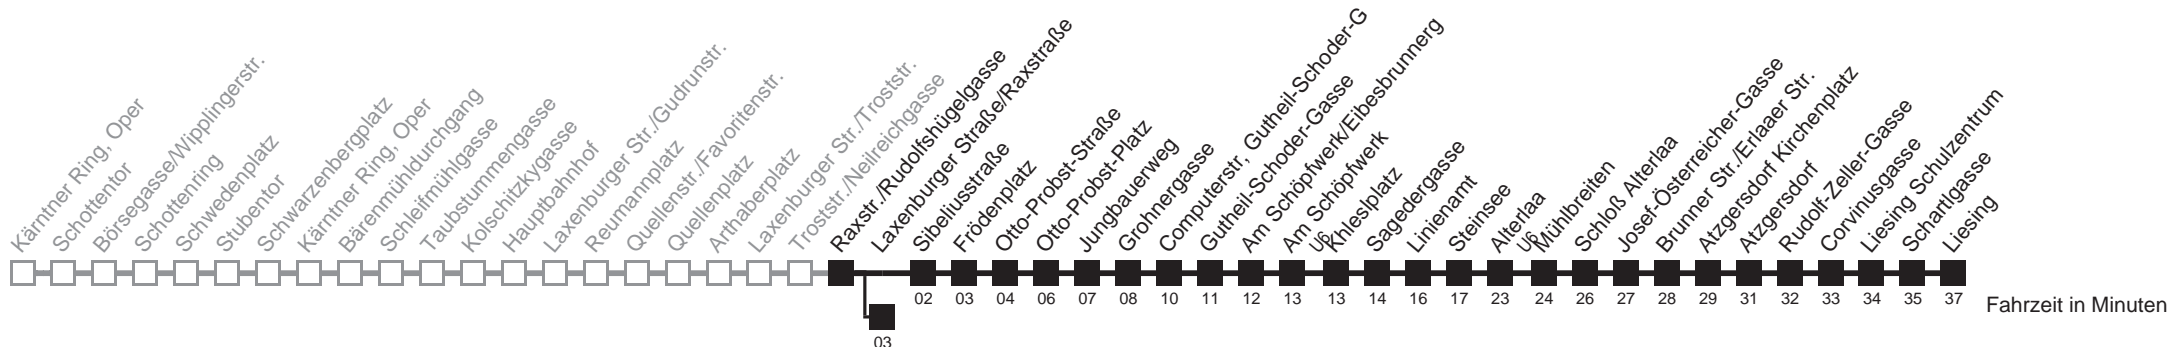 Kärntner Ring, Oper
Schottentor
Börsegasse/Wipplingerstr.
Schottenring
Schwedenplatz
Stubentor
Schwarzenbergplatz
Kärntner Ring, Oper
Bärenmühldurchgang
Schleifmühlgasse
Taubstummengasse
Kolschitzkygasse
Hauptbahnhof
Laxenburger Str./Gudrunstr.
Reumannplatz
Quellenstr./Favoritenstr.
Quellenplatz
Arthaberplatz
Laxenburger Str./Troststr.
Troststr./Neilreichgasse
Raxstr./Rudolfshügelgasse
Laxenburger Straße/Raxstraße
Sibeliusstraße
Frödenplatz
Otto-Probst-Straße
Otto-Probst-Platz
Jungbauerweg
Grohnergasse
Computerstr, Gutheil-Schoder-G
Gutheil-Schoder-Gasse
Am Schöpfwerk/Eibesbrunnerg
Am Schöpfwerk
U6
Khleslplatz
Sagedergasse
Linienamt
Steinsee
Alterlaa
U6
Mühlbreiten
Schloß Alterlaa
Josef-Österreicher-Gasse
Brunner Str./Erlaaer Str.
Atzgersdorf Kirchenplatz
Atzgersdorf
Rudolf-Zeller-Gasse
Corvinusgasse
Liesing Schulzentrum
Schartlgasse
Liesing
02 03 04 06 07 08 10 11 12 13 13 14 16 17 23 24 26 27 28 29 31 32 33 34 35 37
Fahrzeit in Minuten
03